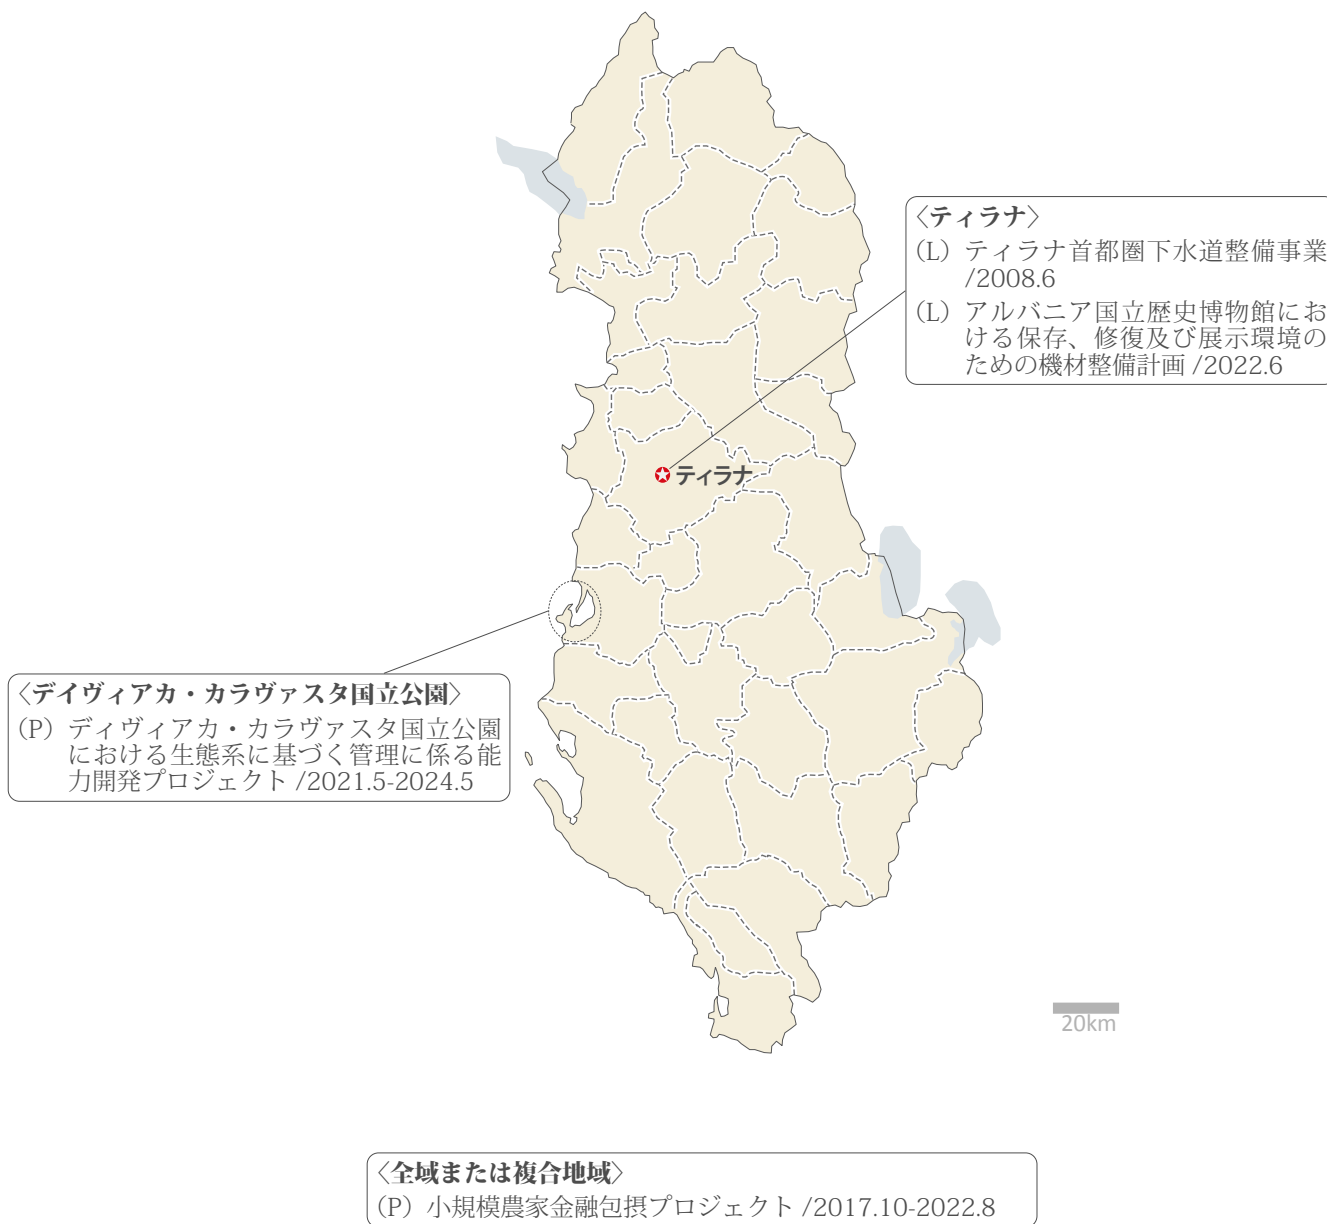 〈ティラナ〉
(L) ティラナ首都圏下水道整備事業
/2008.6
(L) アルバニア国立歴史博物館にお
ける保存、修復及び展示環境の
ための機材整備計画 /2022.6
ティラナ
〈デイヴィアカ・カラヴァスタ国立公園〉
(P) ディヴィアカ・カラヴァスタ国立公園
における生態系に基づく管理に係る能
力開発プロジェクト /2021.5-2024.5
20km
〈全域または複合地域〉
(P) 小規模農家金融包摂プロジェクト /2017.10-2022.8